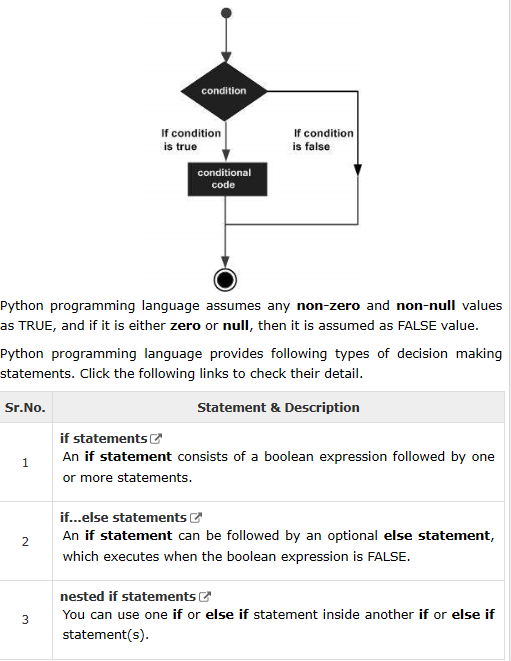 condition
If condition
is true
If condition
is false
conditional
code
Python programming language assumes any non-zero and non-null values
as TRUE, and if it is either zero or null, then it is assumed as FALSE value.
Python programming language provides following types of decision making
statements. Click the following links to check their detail.
Sr.No. Statement & Description
1
if statements
An if statement consists of a boolean expression followed by one
or more statements.
2
if...else statements
An if statement can be followed by an optional else statement,
which executes when the boolean expression is FALSE.
3
nested if statements
You can use one if or else if statement inside another if or else if
statement(s).